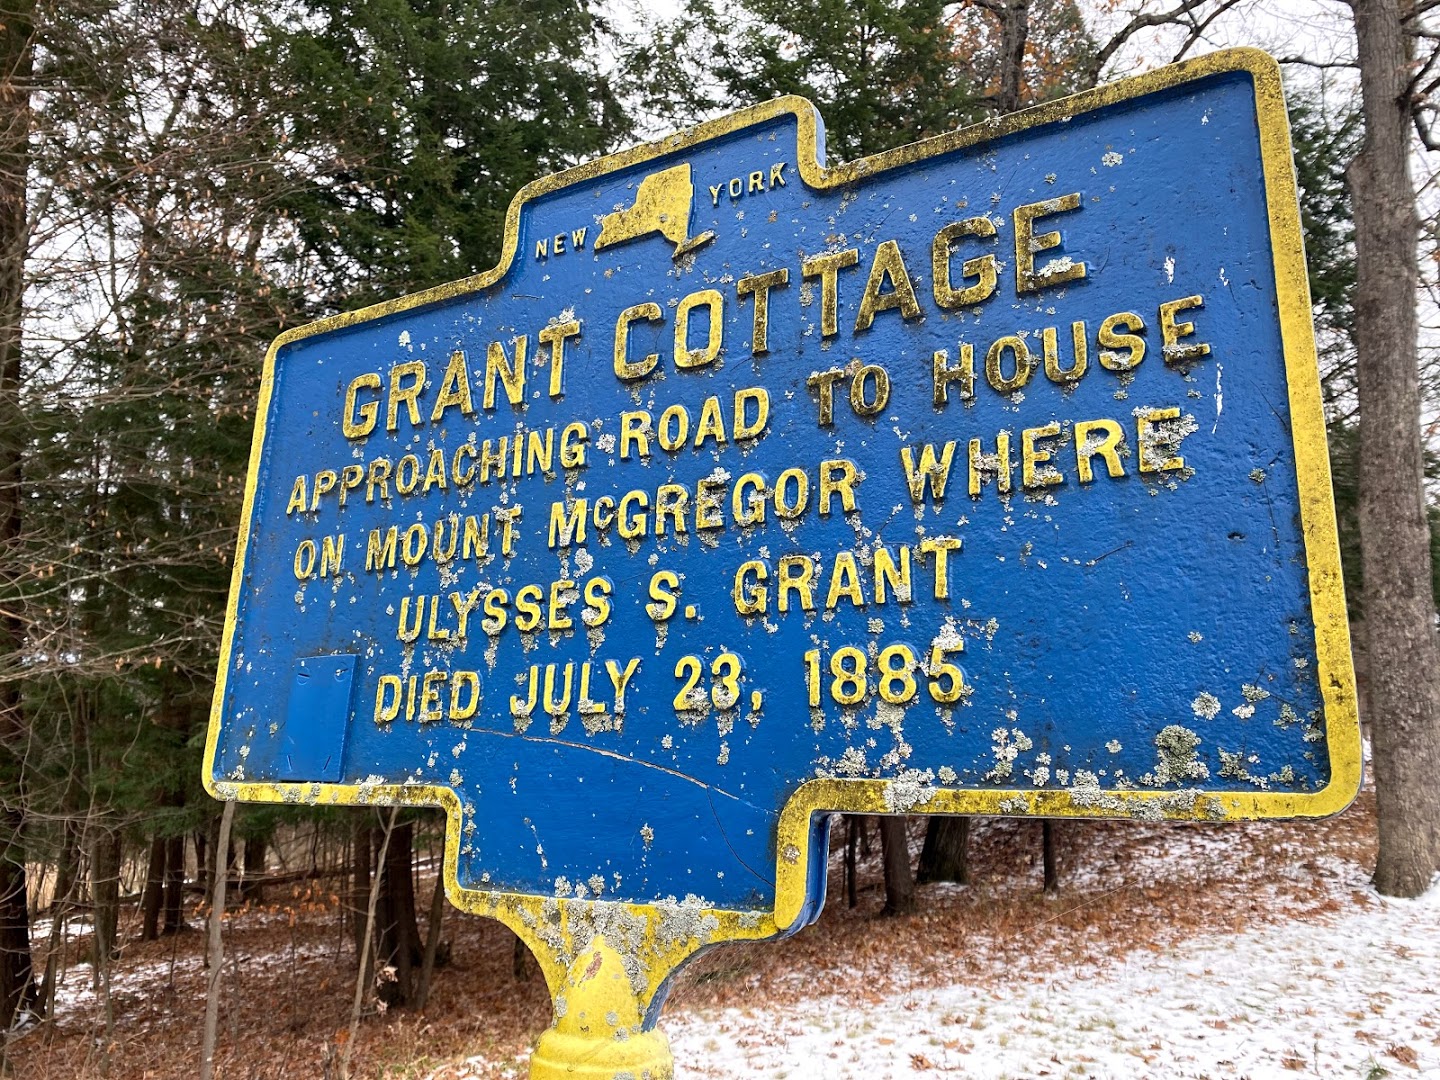 NEW YORK
GRANT COTTAGE
APPROACHING ROAD TO HOUSE
ON MOUNT McGREGOR WHERE
ULYSSES S. GRANT
DIED JULY 23, 1885